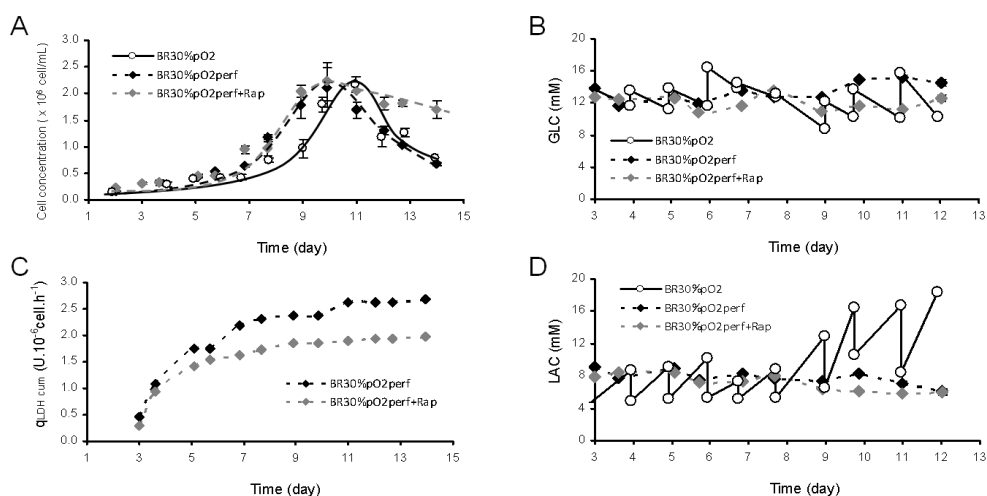 A
Cell concentration ( x 10⁶ cell/mL)
3.0
2.5
2.0
1.5
1.0
0.5
0.0
BR30%pO2
BR30%pO2perf
BR30%pO2perf+Rap
1 3 5 7 9 11 13 15
Time (day)
B
GLC (mM)
20
16
12
8
4
BR30%pO2
BR30%pO2perf
BR30%pO2perf+Rap
3 4 5 6 7 8 9 10 11 12 13
Time (day)
C
qLDH cum (U.10⁻⁶cell.h⁻¹)
3.0
2.5
2.0
1.5
1.0
0.5
0.0
BR30%pO2perf
BR30%pO2perf+Rap
1 3 5 7 9 11 13 15
Time (day)
D
LAC (mM)
20
16
12
8
4
0
BR30%pO2
BR30%pO2perf
BR30%pO2perf+Rap
3 4 5 6 7 8 9 10 11 12 13
Time (day)